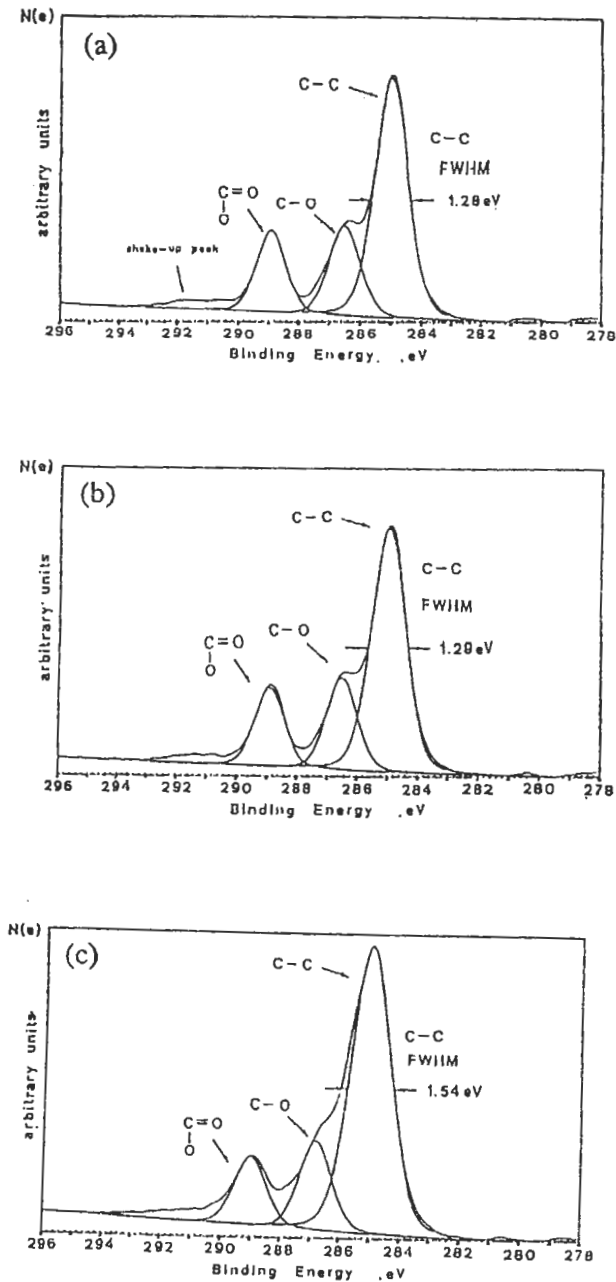 N(e)
(a)
C–C
C–C
FWHM
1.28 eV
C=O
O
C–O
shake-up peak
arbitrary units
296 294 292 290 288 286 284 282 280 278
Binding Energy, .eV
N(e)
(b)
C–C
C–C
FWHM
1.29 eV
C–O
C=O
O
arbitrary units
296 294 292 290 288 286 284 282 280 278
Binding Energy .eV
N(e)
(c)
C–C
C–C
FWHM
1.54 eV
C–O
C=O
O
arbitrary units
296 294 292 290 288 286 284 282 280 278
Binding Energy .eV